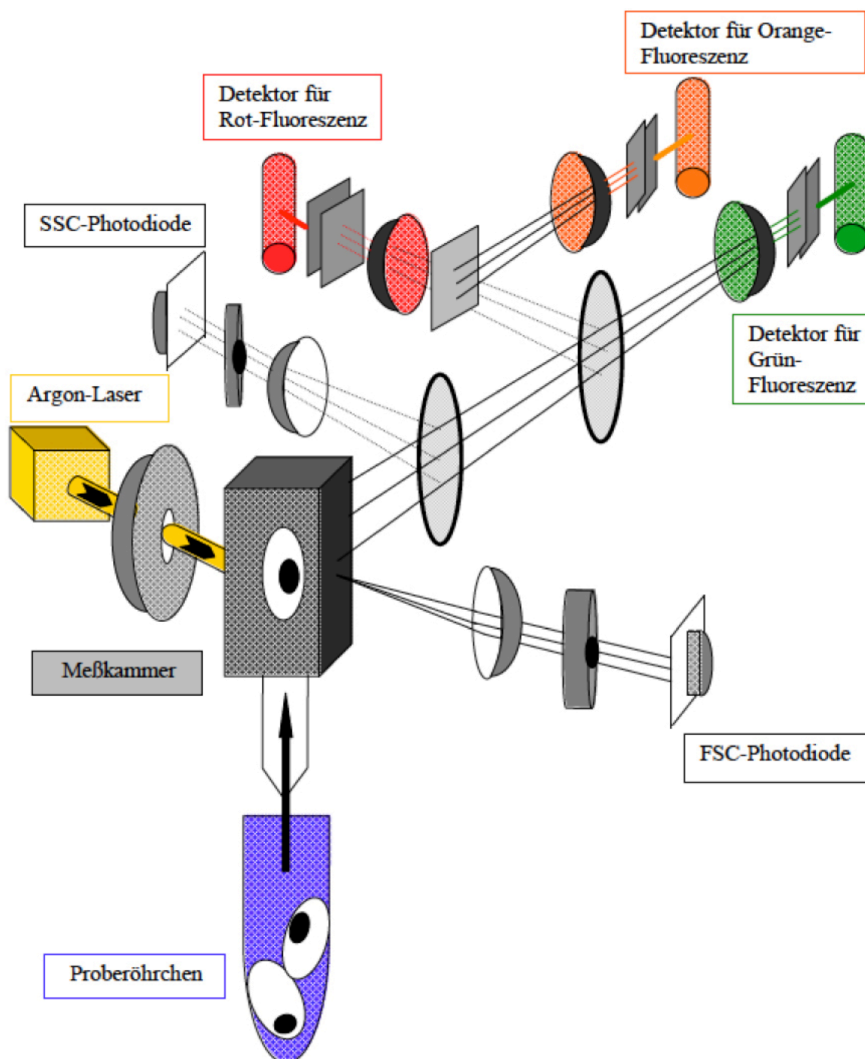 Detektor für Orange-
Fluoreszenz
Detektor für
Rot-Fluoreszenz
SSC-Photodiode
Detektor für
Grün-
Fluoreszenz
Argon-Laser
Meßkammer
FSC-Photodiode
Proberöhrchen